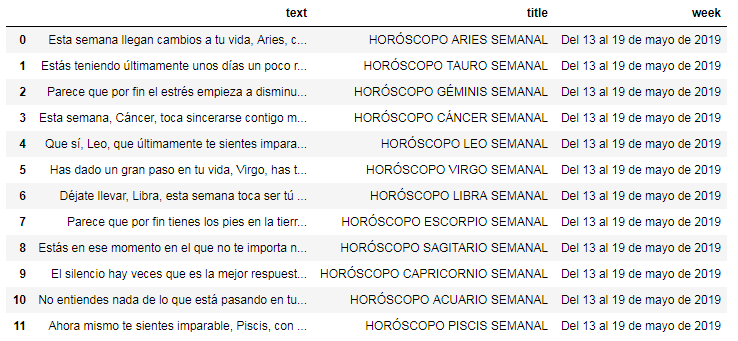 text title week
0 Esta semana llegan cambios a tu vida, Aries, c... HORÓSCOPO ARIES SEMANAL Del 13 al 19 de mayo de 2019
1 Estás teniendo últimamente unos días un poco r... HORÓSCOPO TAURO SEMANAL Del 13 al 19 de mayo de 2019
2 Parece que por fin el estrés empieza a disminu... HORÓSCOPO GÉMINIS SEMANAL Del 13 al 19 de mayo de 2019
3 Esta semana, Cáncer, toca sincerarse contigo m... HORÓSCOPO CÁNCER SEMANAL Del 13 al 19 de mayo de 2019
4 Que sí, Leo, que últimamente te sientes impara... HORÓSCOPO LEO SEMANAL Del 13 al 19 de mayo de 2019
5 Has dado un gran paso en tu vida, Virgo, has t... HORÓSCOPO VIRGO SEMANAL Del 13 al 19 de mayo de 2019
6 Déjate llevar, Libra, esta semana toca ser tú ... HORÓSCOPO LIBRA SEMANAL Del 13 al 19 de mayo de 2019
7 Parece que por fin tienes los pies en la tierr... HORÓSCOPO ESCORPIO SEMANAL Del 13 al 19 de mayo de 2019
8 Estás en ese momento en el que no te importa n... HORÓSCOPO SAGITARIO SEMANAL Del 13 al 19 de mayo de 2019
9 El silencio hay veces que es la mejor respuest... HORÓSCOPO CAPRICORNIO SEMANAL Del 13 al 19 de mayo de 2019
10 No entiendes nada de lo que está pasando en tu... HORÓSCOPO ACUARIO SEMANAL Del 13 al 19 de mayo de 2019
11 Ahora mismo te sientes imparable, Piscis, con ... HORÓSCOPO PISCIS SEMANAL Del 13 al 19 de mayo de 2019